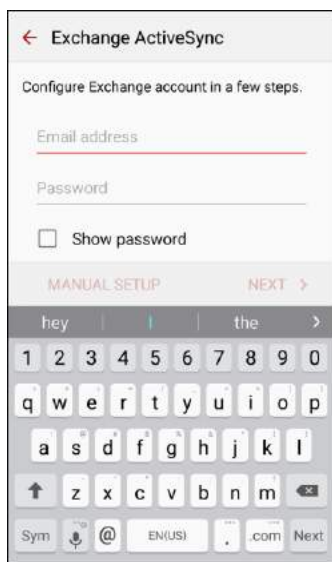 Exchange ActiveSync
Configure Exchange account in a few steps.
Email address
Password
Show password
MANUAL SETUP NEXT
hey I the
1 2 3 4 5 6 7 8 9 0
q w e r t y u i o p
a s d f g h j k l
z x c v b n m
Sym @ EN(US) . .com Next